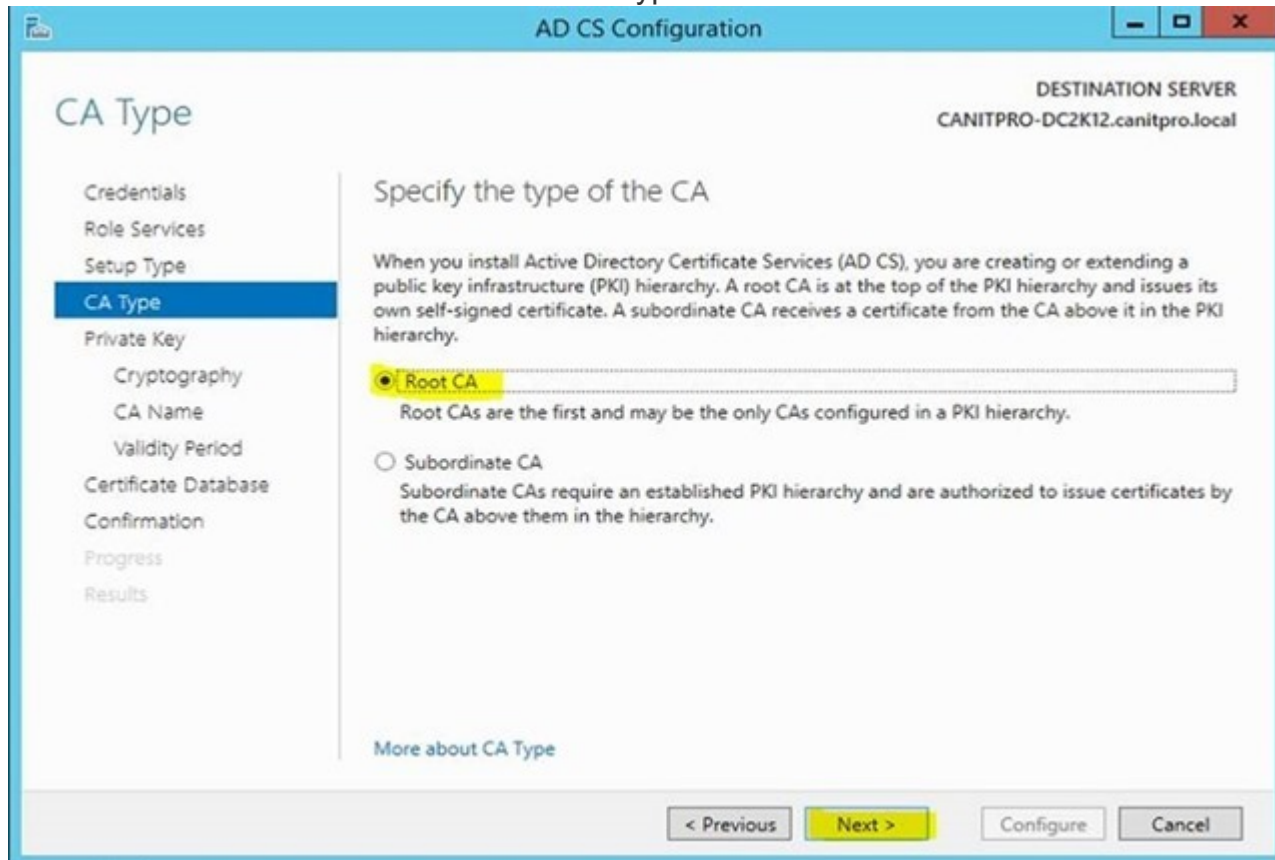 AD CS Configuration
CA Type
DESTINATION SERVER
CANITPRO-DC2K12.canitpro.local
Credentials
Role Services
Setup Type
CA Type
Private Key
Cryptography
CA Name
Validity Period
Certificate Database
Confirmation
Progress
Results
Specify the type of the CA
When you install Active Directory Certificate Services (AD CS), you are creating or extending a
public key infrastructure (PKI) hierarchy. A root CA is at the top of the PKI hierarchy and issues its
own self-signed certificate. A subordinate CA receives a certificate from the CA above it in the PKI
hierarchy.
Root CA
Root CAs are the first and may be the only CAs configured in a PKI hierarchy.
Subordinate CA
Subordinate CAs require an established PKI hierarchy and are authorized to issue certificates by
the CA above them in the hierarchy.
More about CA Type
< Previous
Next >
Configure
Cancel